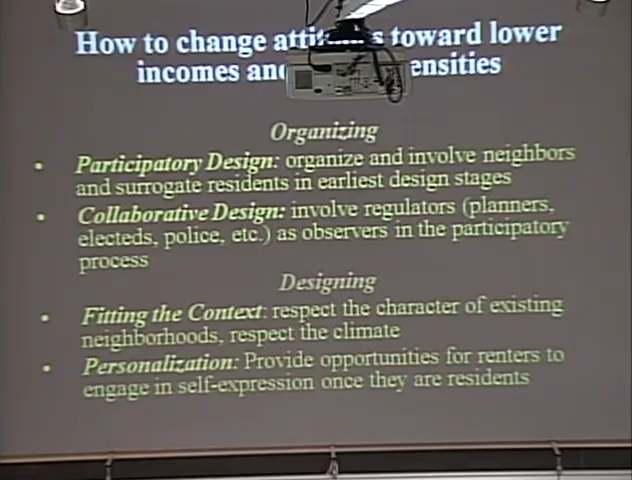 How to change toward lower
incomes and
Organizing
• Participatory Design: organize and involve neighbors
and surrogate residents in earliest design stages
• Collaborative Design: involve regulators (planners,
electeds, police, etc.) as observers in the participatory
process
Designing
• Fitting the Context: respect the character of existing
neighborhoods, respect the climate
• Personalization: Provide opportunities for renters to
engage in self-expression once they are residents